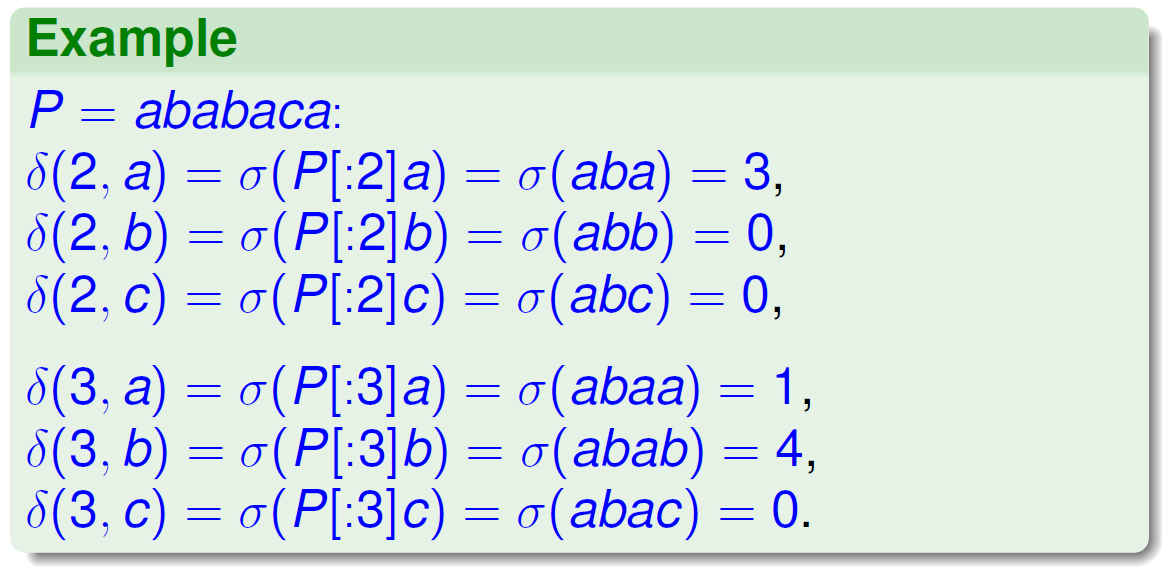 Example
P = ababaca:
δ(2, a) = σ(P[:2]a) = σ(aba) = 3,
δ(2, b) = σ(P[:2]b) = σ(abb) = 0,
δ(2, c) = σ(P[:2]c) = σ(abc) = 0,
δ(3, a) = σ(P[:3]a) = σ(abaa) = 1,
δ(3, b) = σ(P[:3]b) = σ(abab) = 4,
δ(3, c) = σ(P[:3]c) = σ(abac) = 0.